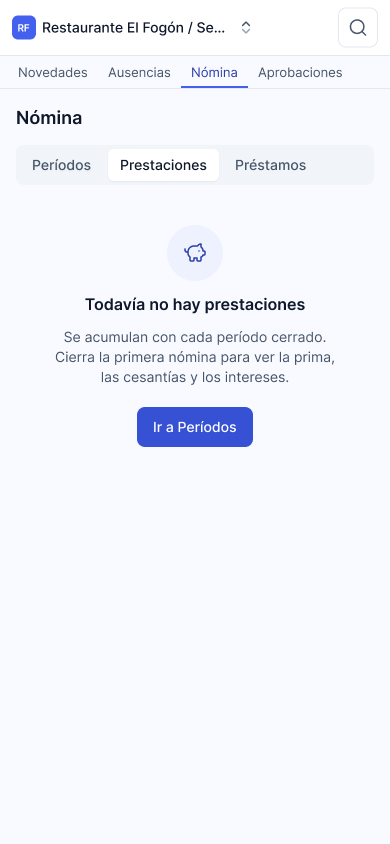 RF Restaurante El Fogón / Se...
Novedades Ausencias Nómina Aprobaciones
Nómina
Períodos Prestaciones Préstamos
Todavía no hay prestaciones
Se acumulan con cada período cerrado.
Cierra la primera nómina para ver la prima,
las cesantías y los intereses.
Ir a Períodos